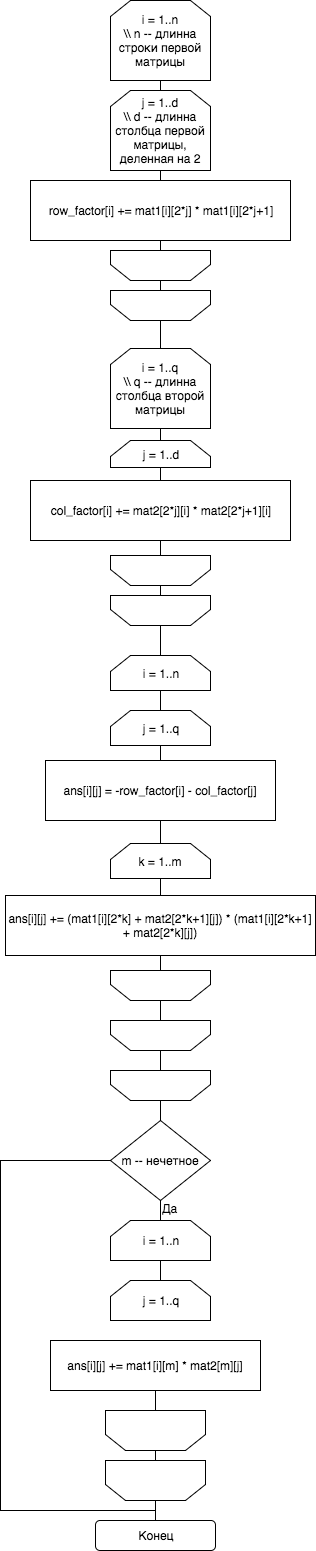 i = 1..n
\\ n -- длинна
строки первой
матрицы
j = 1..d
\\ d -- длинна
столбца первой
матрицы,
деленная на 2
row_factor[i] += mat1[i][2*j] * mat1[i][2*j+1]
i = 1..q
\\ q -- длинна
столбца второй
матрицы
j = 1..d
col_factor[i] += mat2[2*j][i] * mat2[2*j+1][i]
i = 1..n
j = 1..q
ans[i][j] = -row_factor[i] - col_factor[j]
k = 1..m
ans[i][j] += (mat1[i][2*k] + mat2[2*k+1][j]) * (mat1[i][2*k+1]
+ mat2[2*k][j])
m -- нечетное
Да
i = 1..n
j = 1..q
ans[i][j] += mat1[i][m] * mat2[m][j]
Конец